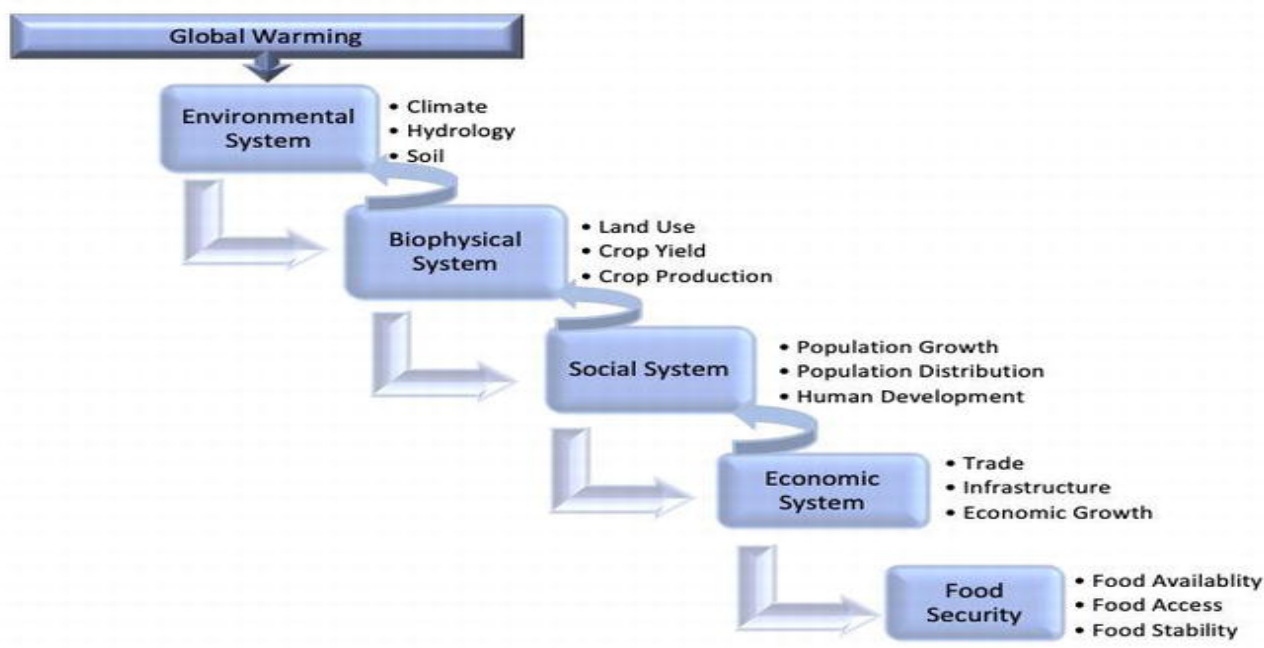 Global Warming
Environmental
System
• Climate
• Hydrology
• Soil
Biophysical
System
• Land Use
• Crop Yield
• Crop Production
Social System
• Population Growth
• Population Distribution
• Human Development
Economic
System
• Trade
• Infrastructure
• Economic Growth
Food
Security
• Food Availablity
• Food Access
• Food Stability